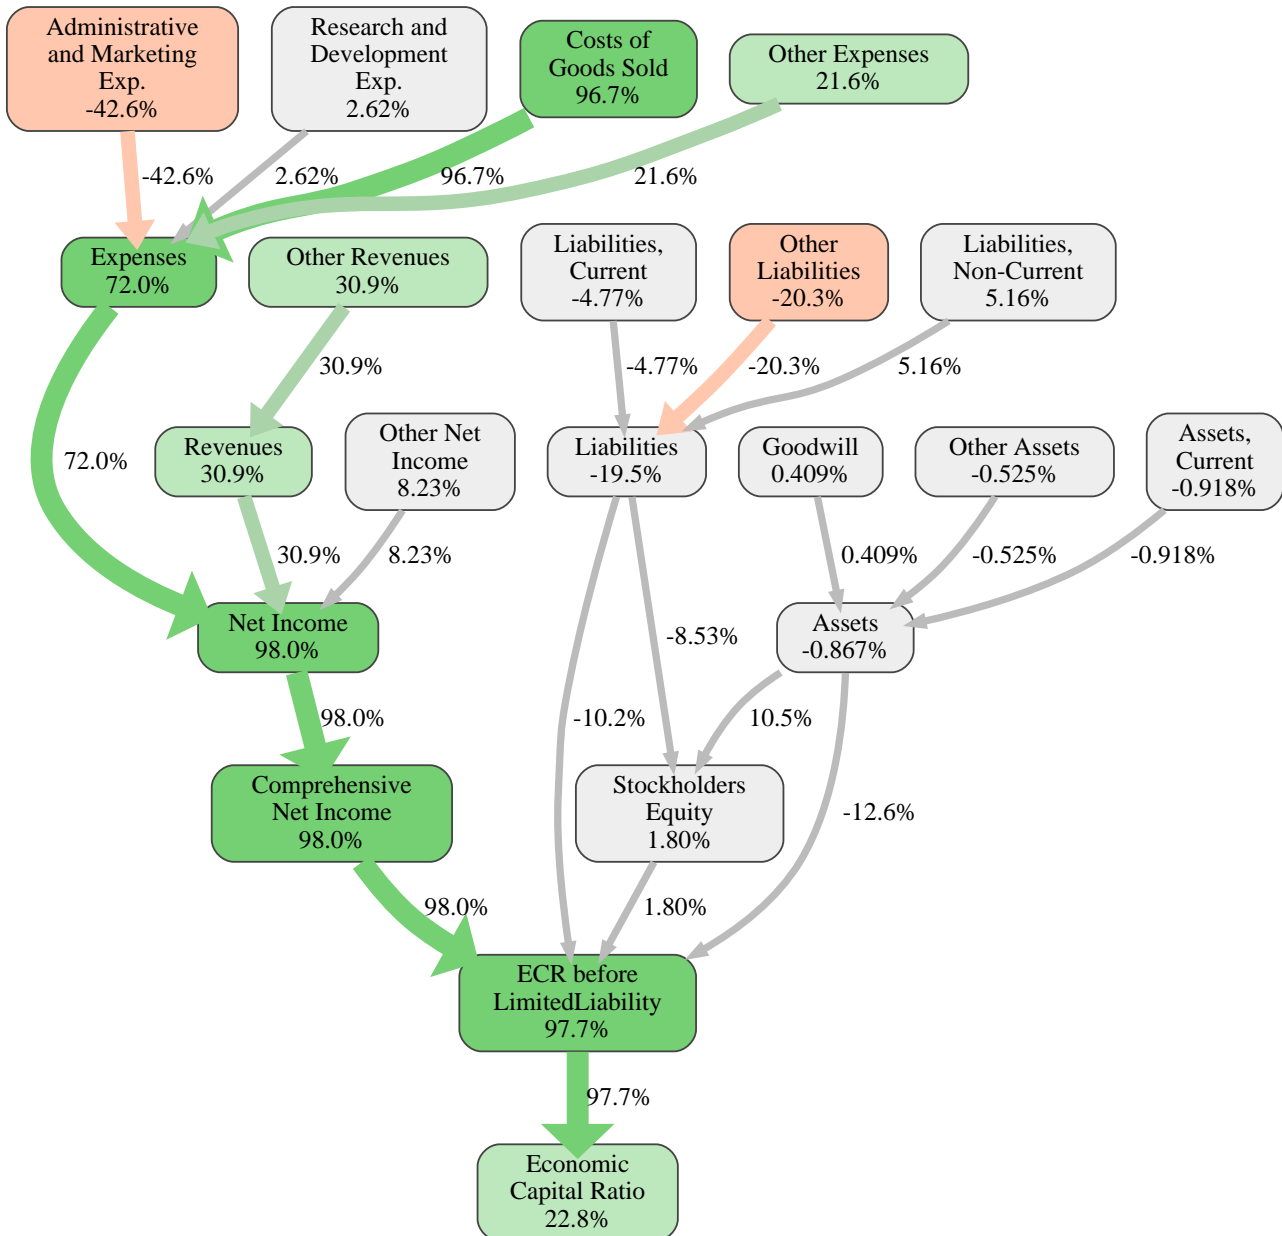 Administrative
and Marketing
Exp.
-42.6%
Research and
Development
Exp.
2.62%
Costs of
Goods Sold
96.7%
Other Expenses
21.6%
-42.6%
2.62%
96.7%
21.6%
Expenses
72.0%
Other Revenues
30.9%
Liabilities,
Current
-4.77%
Other
Liabilities
-20.3%
Liabilities,
Non-Current
5.16%
30.9%
-4.77%
-20.3%
5.16%
72.0%
Revenues
30.9%
Other Net
Income
8.23%
Liabilities
-19.5%
Goodwill
0.409%
Other Assets
-0.525%
Assets,
Current
-0.918%
30.9%
8.23%
0.409%
-0.525%
-0.918%
Net Income
98.0%
-8.53%
Assets
-0.867%
98.0%
-10.2%
10.5%
Comprehensive
Net Income
98.0%
Stockholders
Equity
1.80%
-12.6%
98.0%
1.80%
ECR before
LimitedLiability
97.7%
97.7%
Economic
Capital Ratio
22.8%